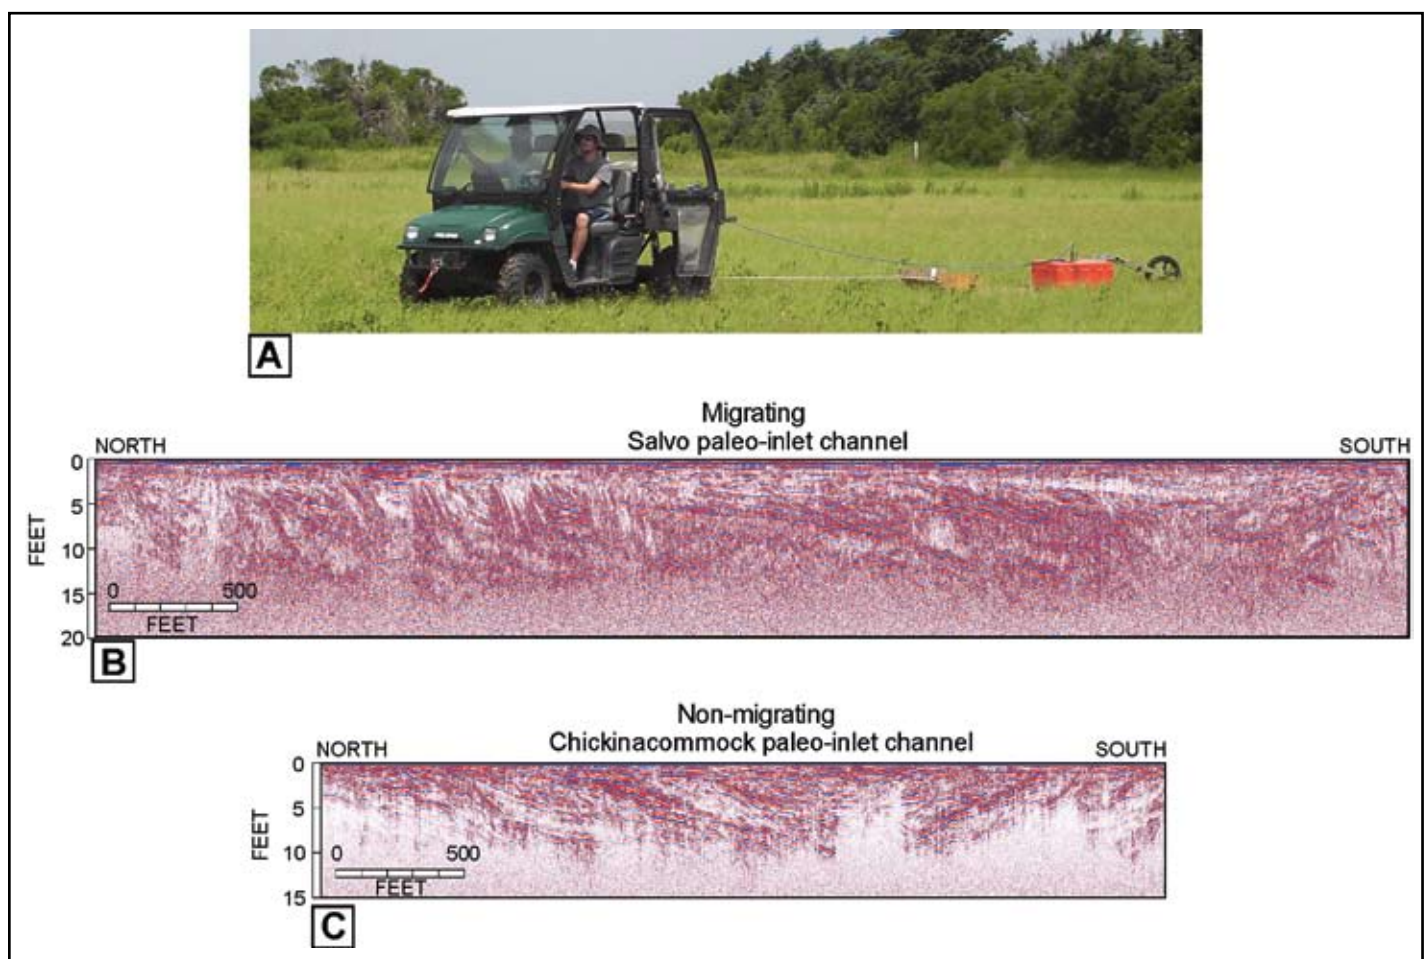 A
Migrating
Salvo paleo-inlet channel
NORTH
SOUTH
0
5
10
15
20
FEET
0 500
FEET
B
Non-migrating
Chickinacommock paleo-inlet channel
NORTH
SOUTH
0
5
10
15
FEET
0 500
FEET
C